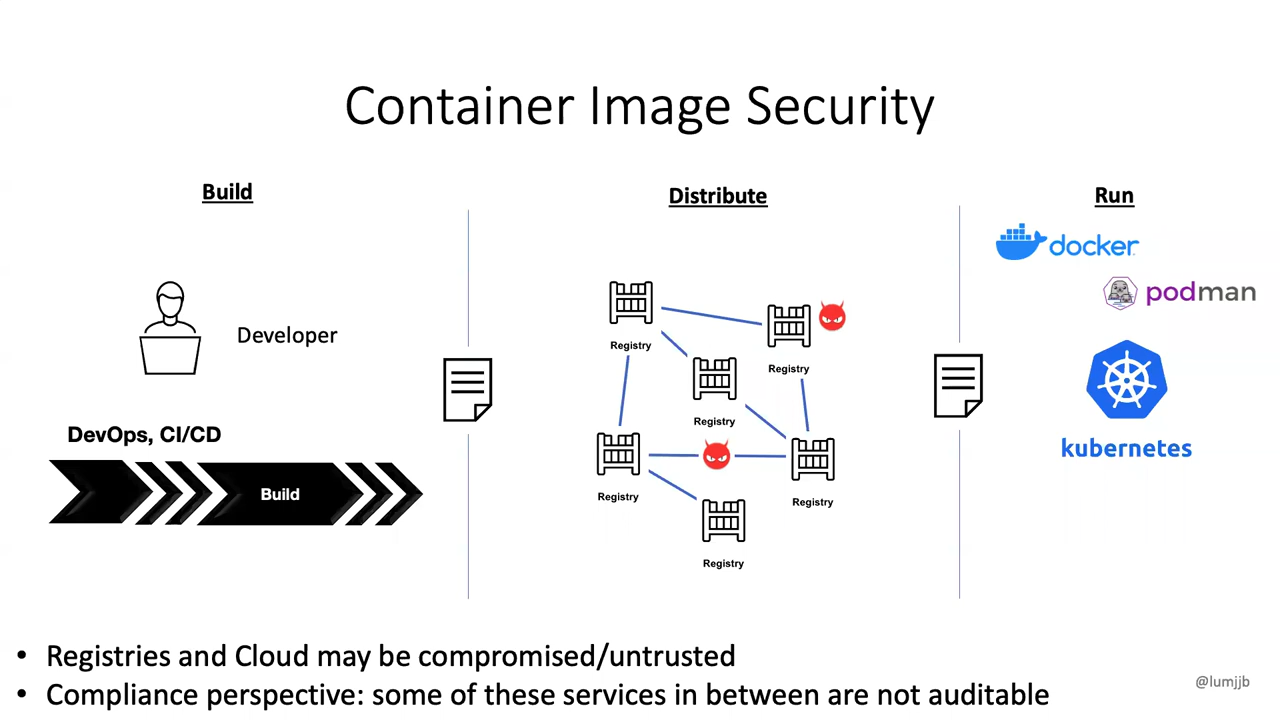 Container Image Security
Build
Distribute
Run
docker
podman
Developer
Registry
Registry
Registry
DevOps, CI/CD
kubernetes
Build
Registry
Registry
Registry
• Registries and Cloud may be compromised/untrusted
• Compliance perspective: some of these services in between are not auditable
@lumjjb